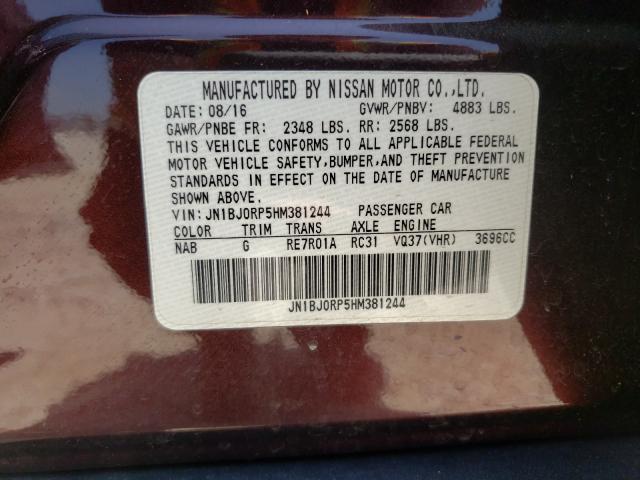 MANUFACTURED BY NISSAN MOTOR CO.,LTD.
DATE: 08/16 GVWR/PNBV: 4883 LBS.
GAWR/PNBE FR: 2348 LBS. RR: 2568 LBS.
THIS VEHICLE CONFORMS TO ALL APPLICABLE FEDERAL
MOTOR VEHICLE SAFETY,BUMPER,AND THEFT PREVENTION
STANDARDS IN EFFECT ON THE DATE OF MANUFACTURE
SHOWN ABOVE.
VIN: JN1BJ0RP5HM381244 PASSENGER CAR
COLOR TRIM TRANS AXLE ENGINE
NAB G RE7R01A RC31 VQ37(VHR) 3696CC
JN1BJ0RP5HM381244